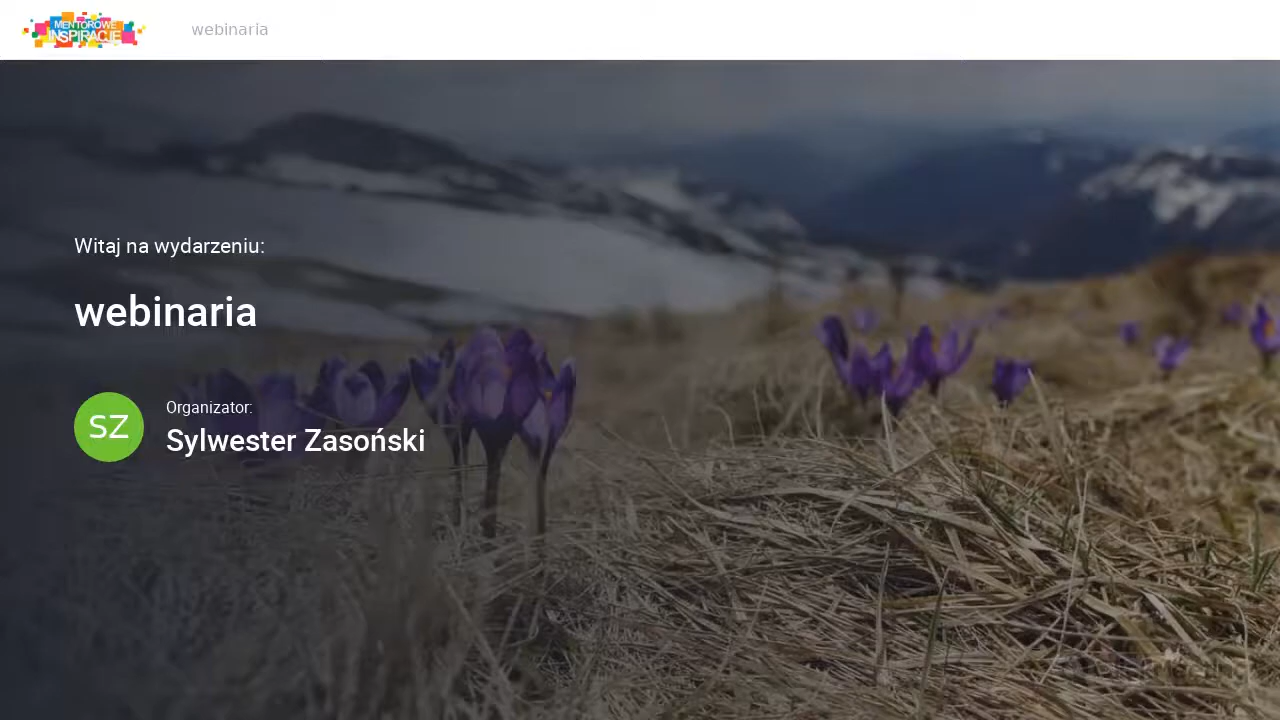 MENTOROWE
INSPIRACJE
webinaria
Witaj na wydarzeniu:
webinaria
SZ
Organizator:
Sylwester Zasoński